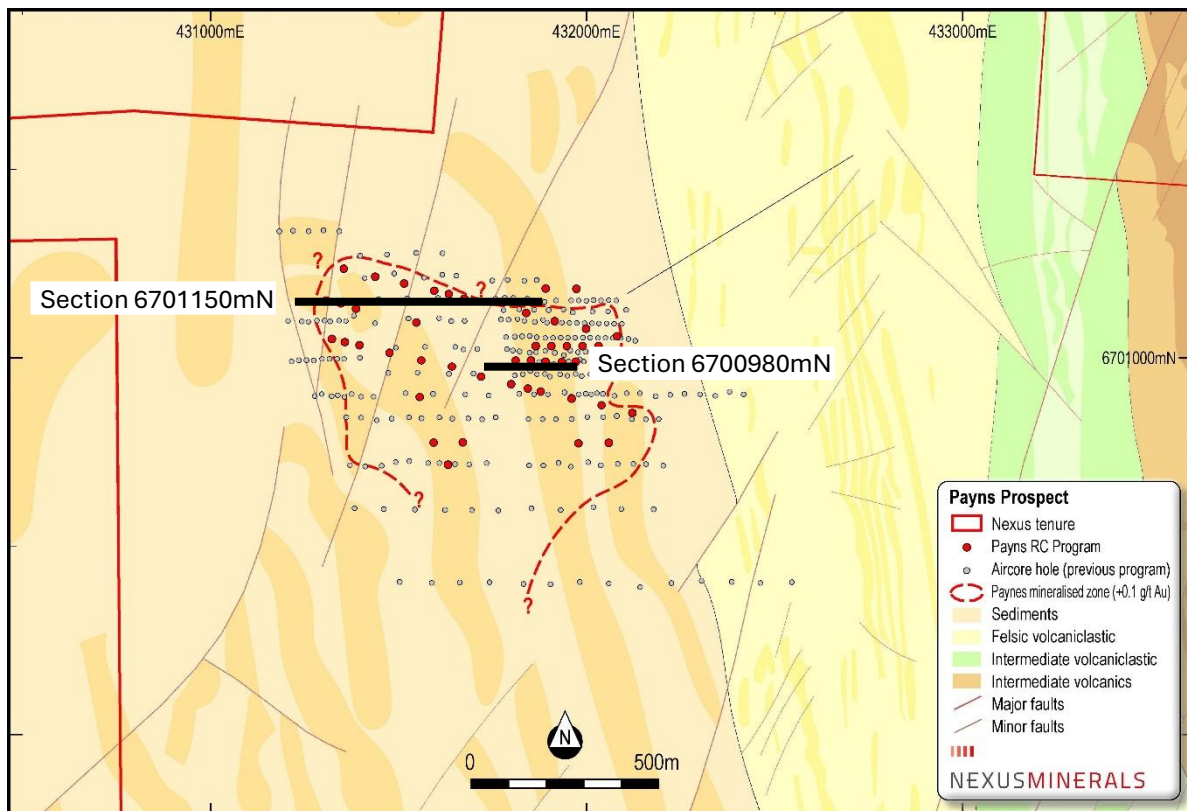 431000mE
432000mE
433000mE
?
?
Section 6701150mN
Section 6700980mN
6701000mN
?
?
N
0
500m
Payns Prospect
Nexus tenure
Payns RC Program
Aircore hole (previous program)
Paynes mineralised zone (+0.1 g/t Au)
Sediments
Felsic volcaniclastic
Intermediate volcaniclastic
Intermediate volcanics
Major faults
Minor faults
NEXUSMINERALS